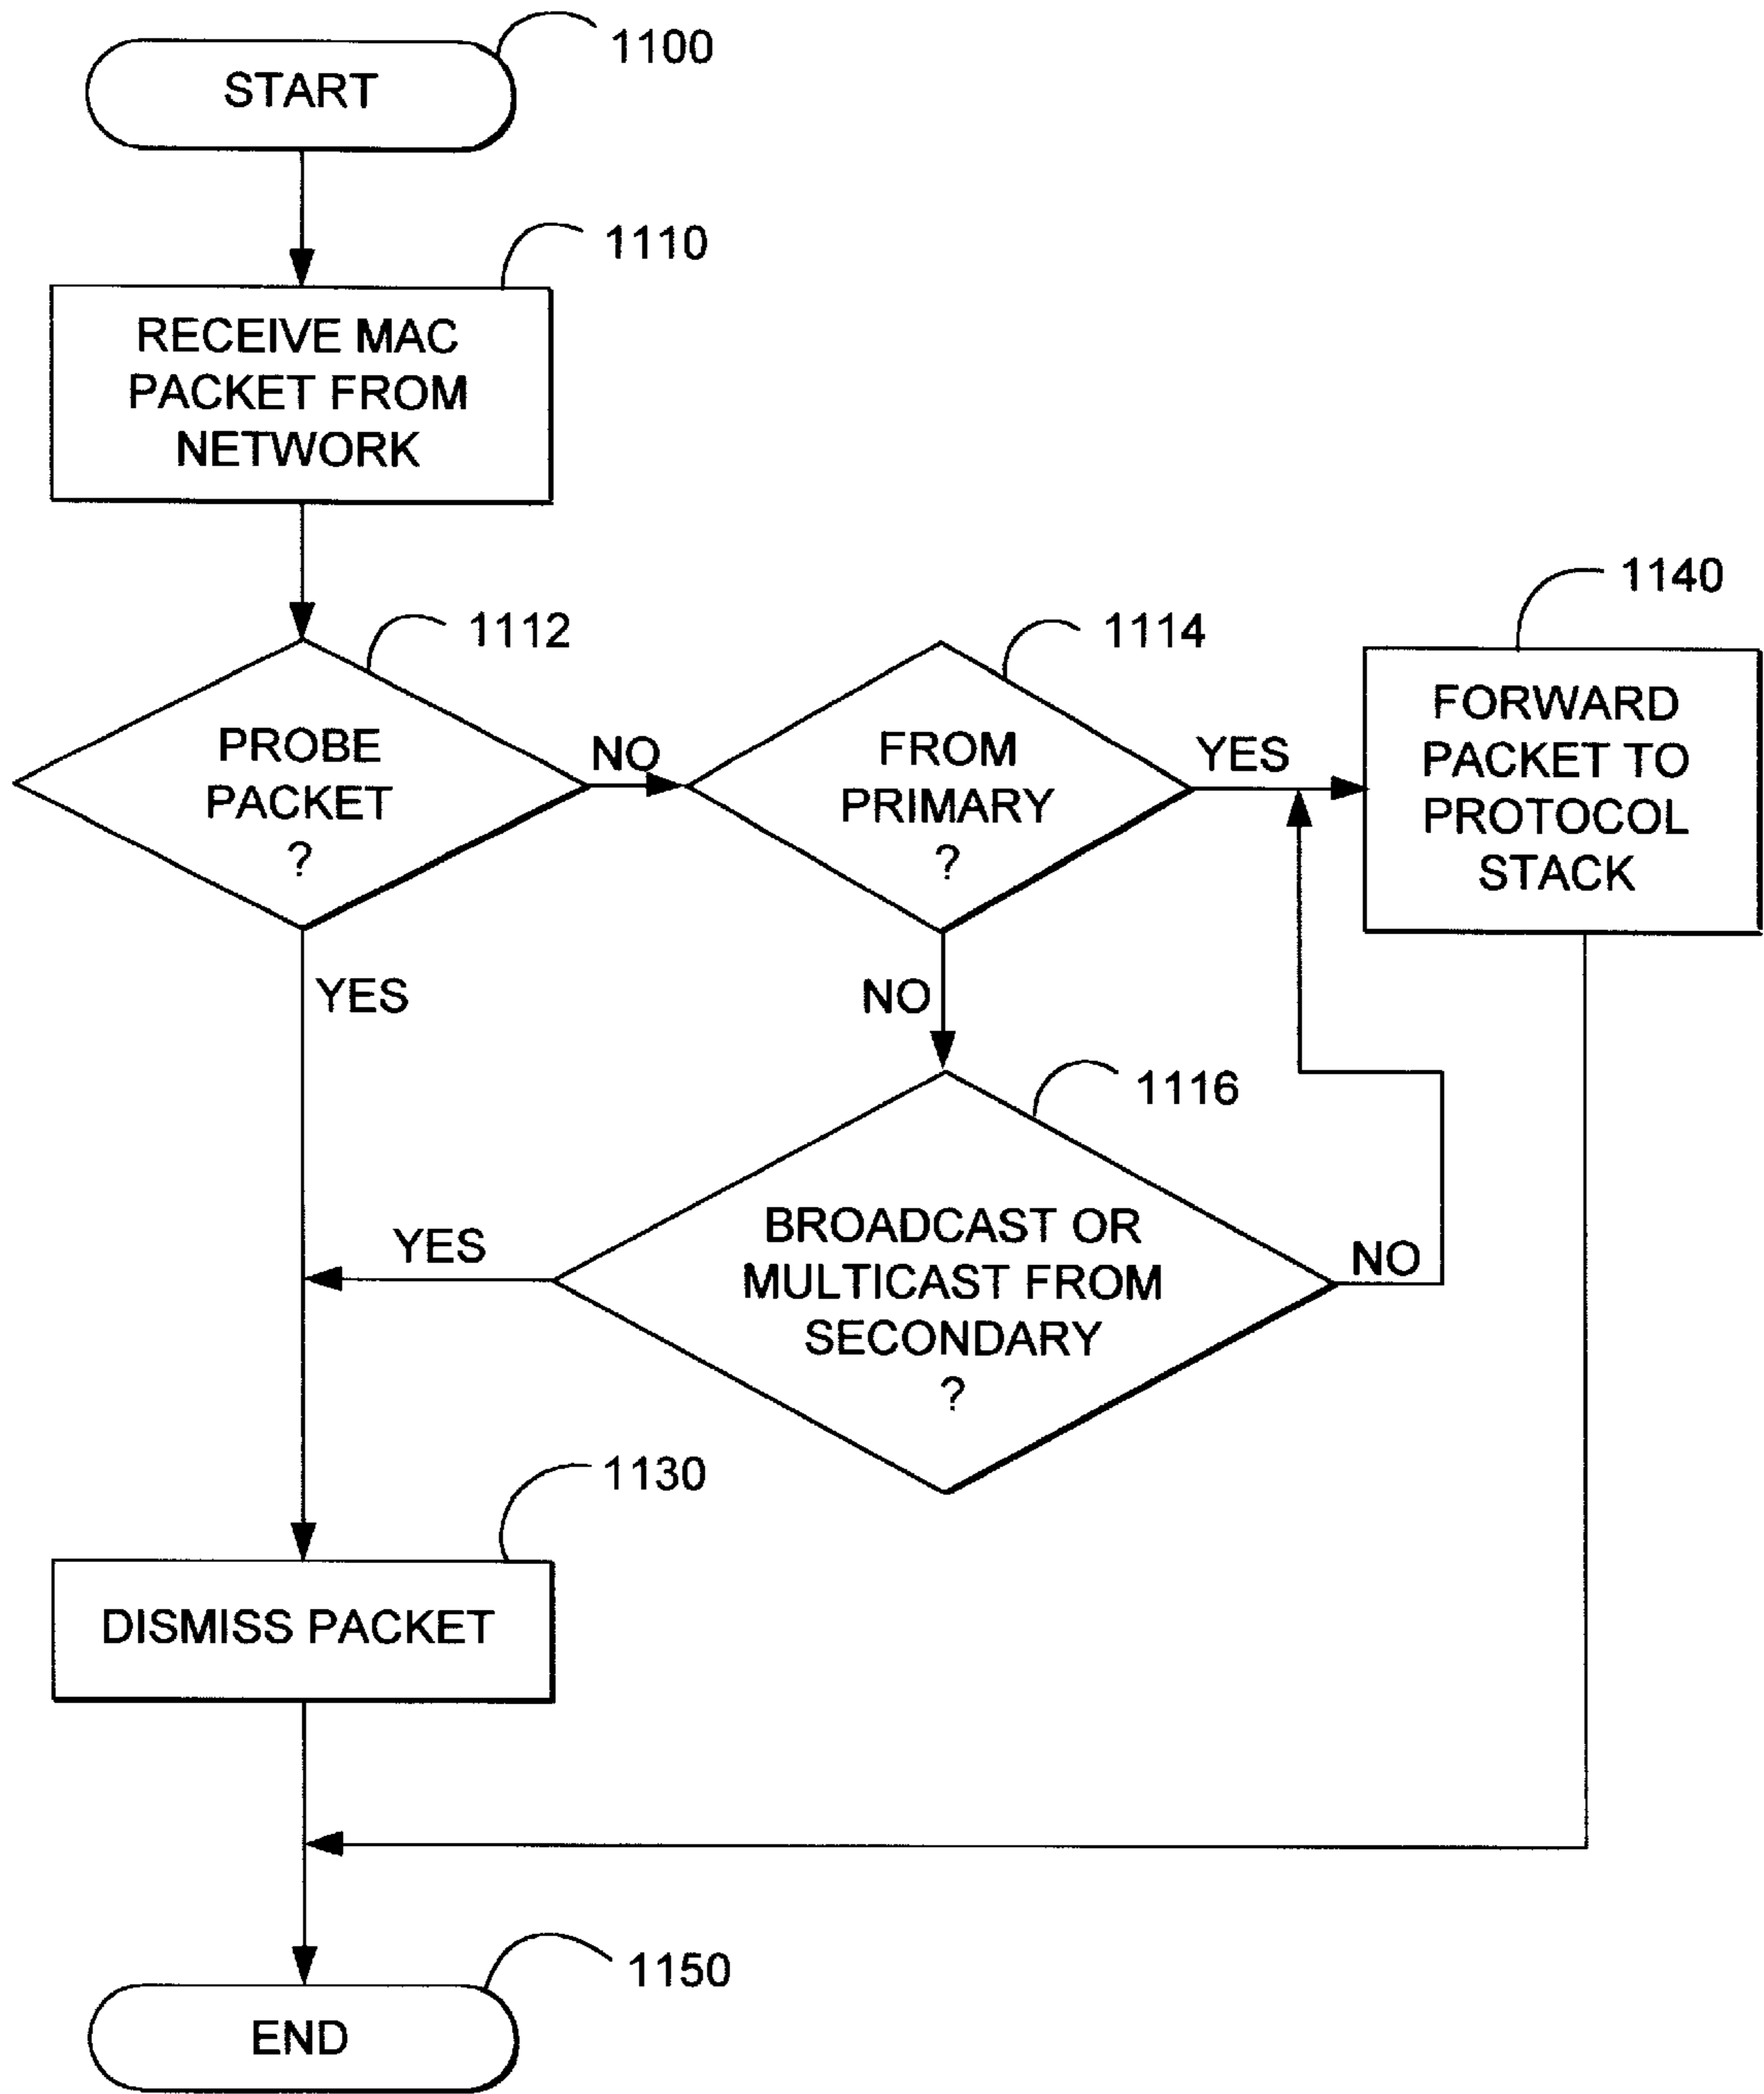 1100
START
1110
RECEIVE MAC
PACKET FROM
NETWORK
1112
PROBE
PACKET
?
NO
YES
1114
FROM
PRIMARY
?
YES
NO
1140
FORWARD
PACKET TO
PROTOCOL
STACK
1116
BROADCAST OR
MULTICAST FROM
SECONDARY
?
YES
NO
1130
DISMISS PACKET
1150
END